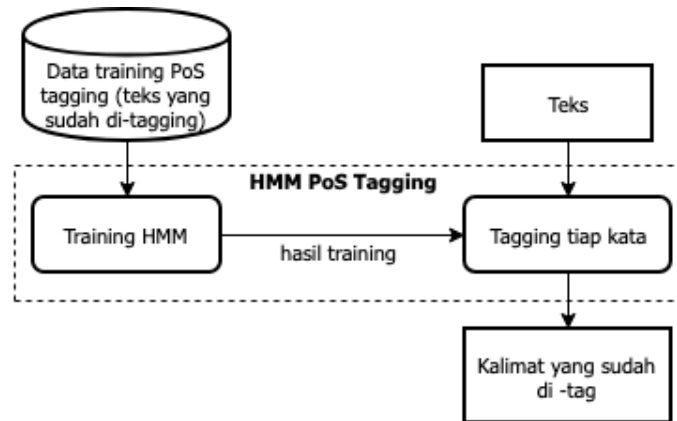 Data training PoS
tagging (teks yang
sudah di-tagging)
Teks
HMM PoS Tagging
Training HMM
hasil training
Tagging tiap kata
Kalimat yang sudah
di -tag